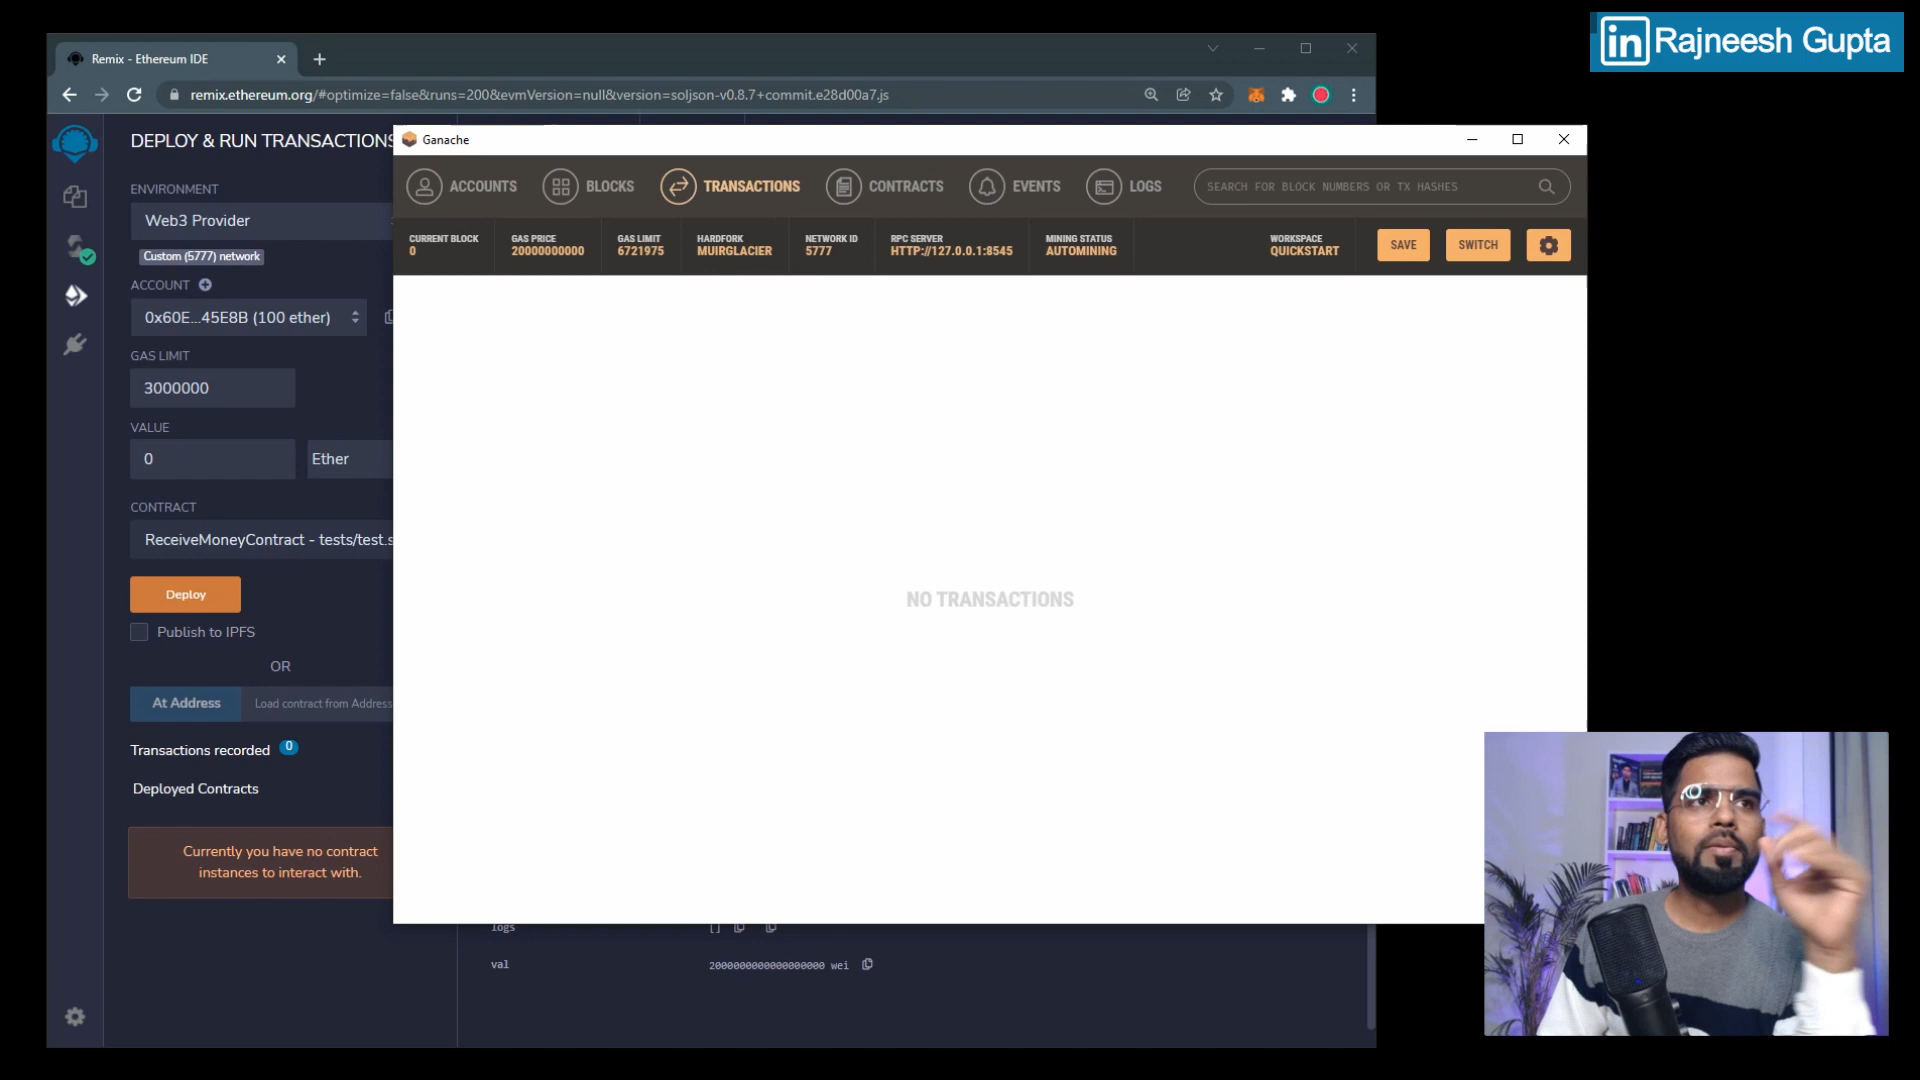 in Rajneesh Gupta
Remix - Ethereum IDE
remix.ethereum.org/#optimize=false&runs=200&evmVersion=null&version=soljson-v0.8.7+commit.e28d00a7.js
DEPLOY & RUN TRANSACTIONS
ENVIRONMENT
Web3 Provider
Custom (5777) network
ACCOUNT
0x60E...45E8B (100 ether)
GAS LIMIT
3000000
VALUE
0
Ether
CONTRACT
ReceiveMoneyContract - tests/test.s
Deploy
Publish to IPFS
OR
At Address
Load contract from Address
Transactions recorded 0
Deployed Contracts
Currently you have no contract
instances to interact with.
Ganache
ACCOUNTS
BLOCKS
TRANSACTIONS
CONTRACTS
EVENTS
LOGS
SEARCH FOR BLOCK NUMBERS OR TX HASHES
CURRENT BLOCK
0
GAS PRICE
20000000000
GAS LIMIT
6721975
HARDFORK
MUIRGLACIER
NETWORK ID
5777
RPC SERVER
HTTP://127.0.0.1:8545
MINING STATUS
AUTOMINING
WORKSPACE
QUICKSTART
SAVE
SWITCH
NO TRANSACTIONS
logs
[]
val
2000000000000000000 wei